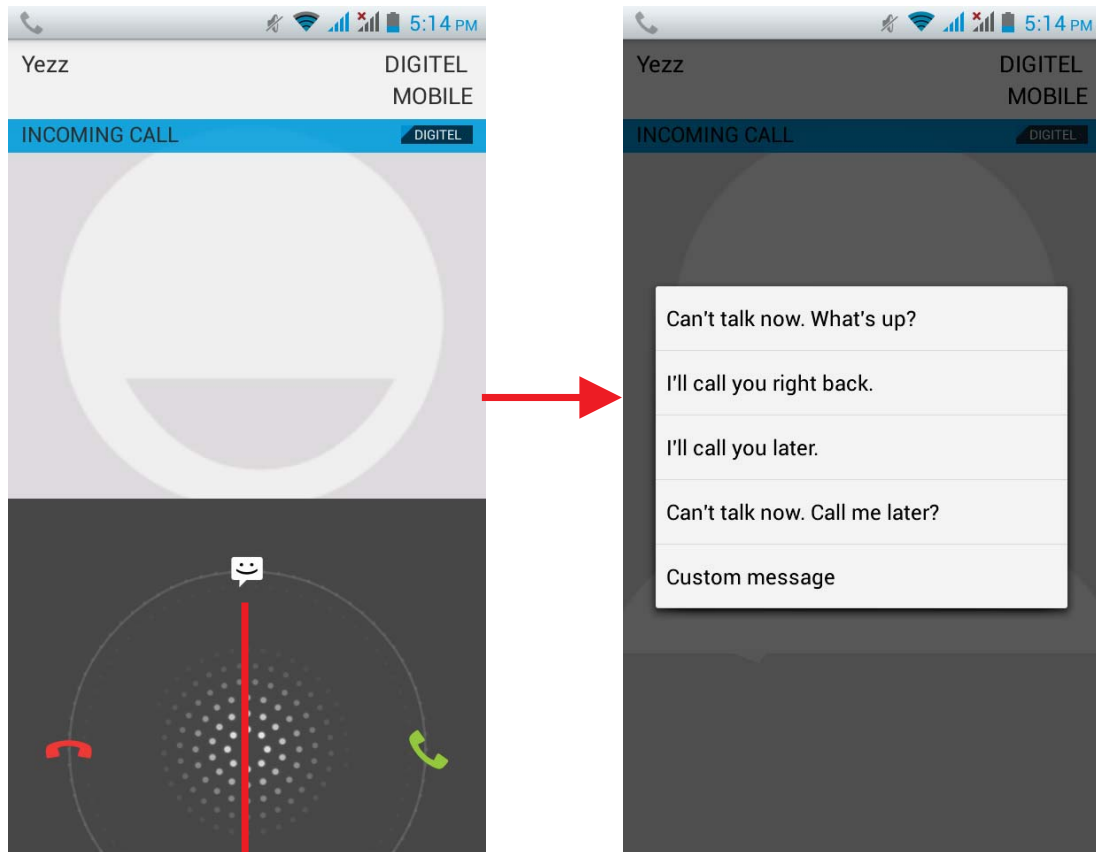 5:14 PM
Yezz
DIGITEL
MOBILE
INCOMING CALL
DIGITEL
5:14 PM
Yezz
DIGITEL
MOBILE
INCOMING CALL
DIGITEL
Can't talk now. What's up?
I'll call you right back.
I'll call you later.
Can't talk now. Call me later?
Custom message